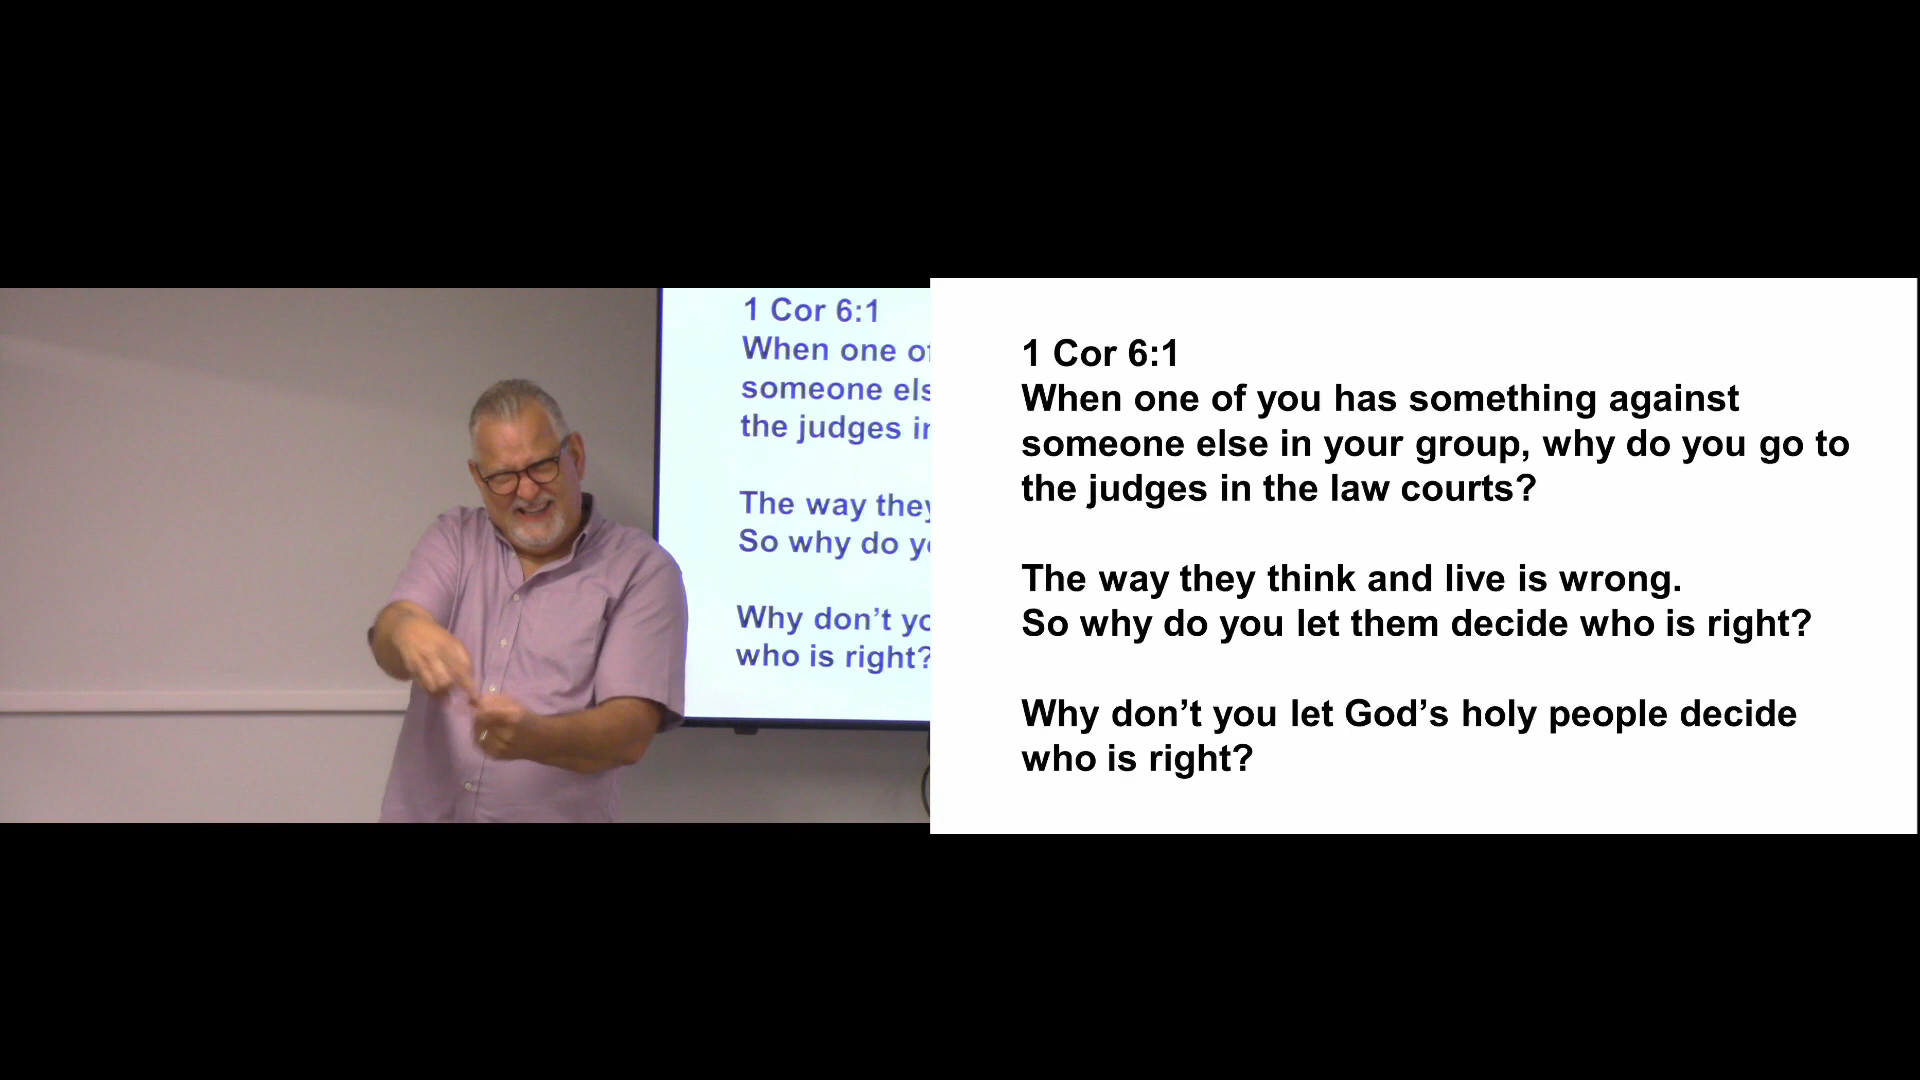 1 Cor 6:1
When one of
someone els
the judges in
The way they
So why do yo
Why don't yo
who is right?
1 Cor 6:1
When one of you has something against
someone else in your group, why do you go to
the judges in the law courts?
The way they think and live is wrong.
So why do you let them decide who is right?
Why don’t you let God’s holy people decide
who is right?